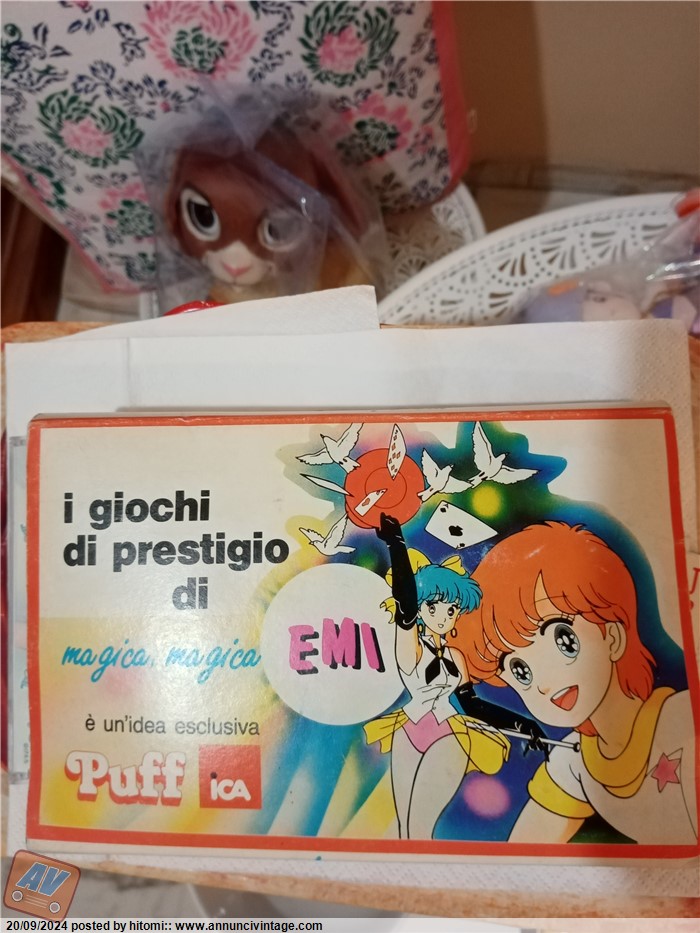 i giochi
di prestigio
di
magica, magica
EMI
è un'idea esclusiva
Puff
iCA
AV
20/09/2024 posted by hitomi:: www.annuncivintage.com